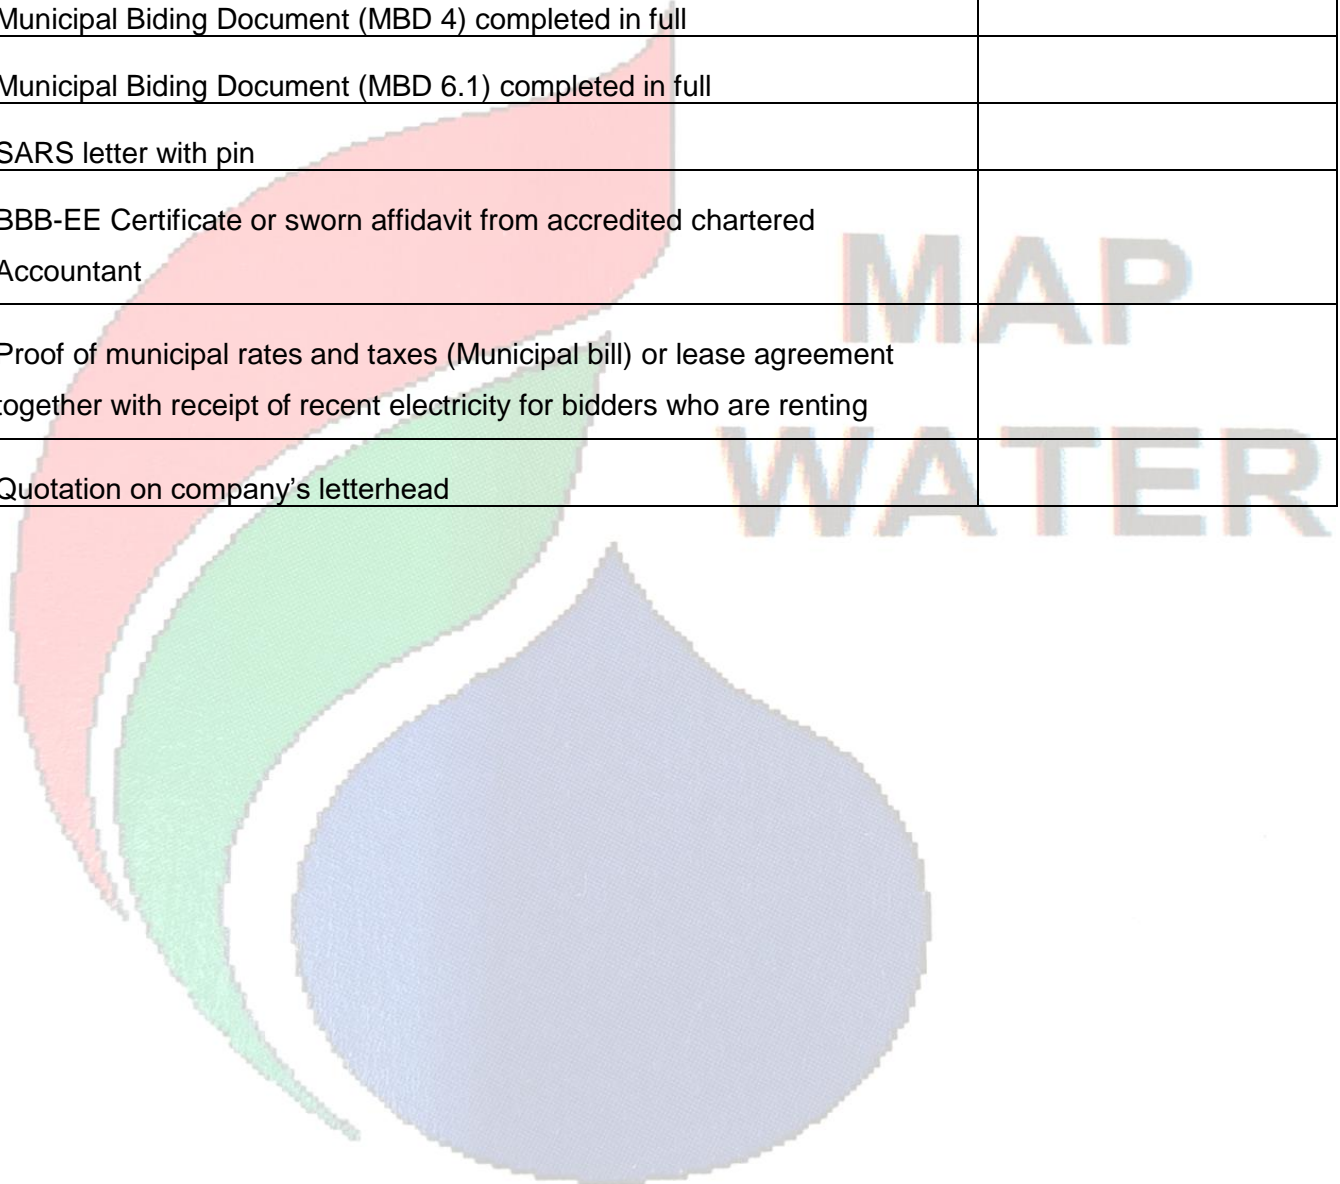 Municipal Biding Document (MBD 4) completed in full
Municipal Biding Document (MBD 6.1) completed in full
SARS letter with pin
BBB-EE Certificate or sworn affidavit from accredited chartered
Accountant
Proof of municipal rates and taxes (Municipal bill) or lease agreement
together with receipt of recent electricity for bidders who are renting
Quotation on company’s letterhead
MAP
WATER